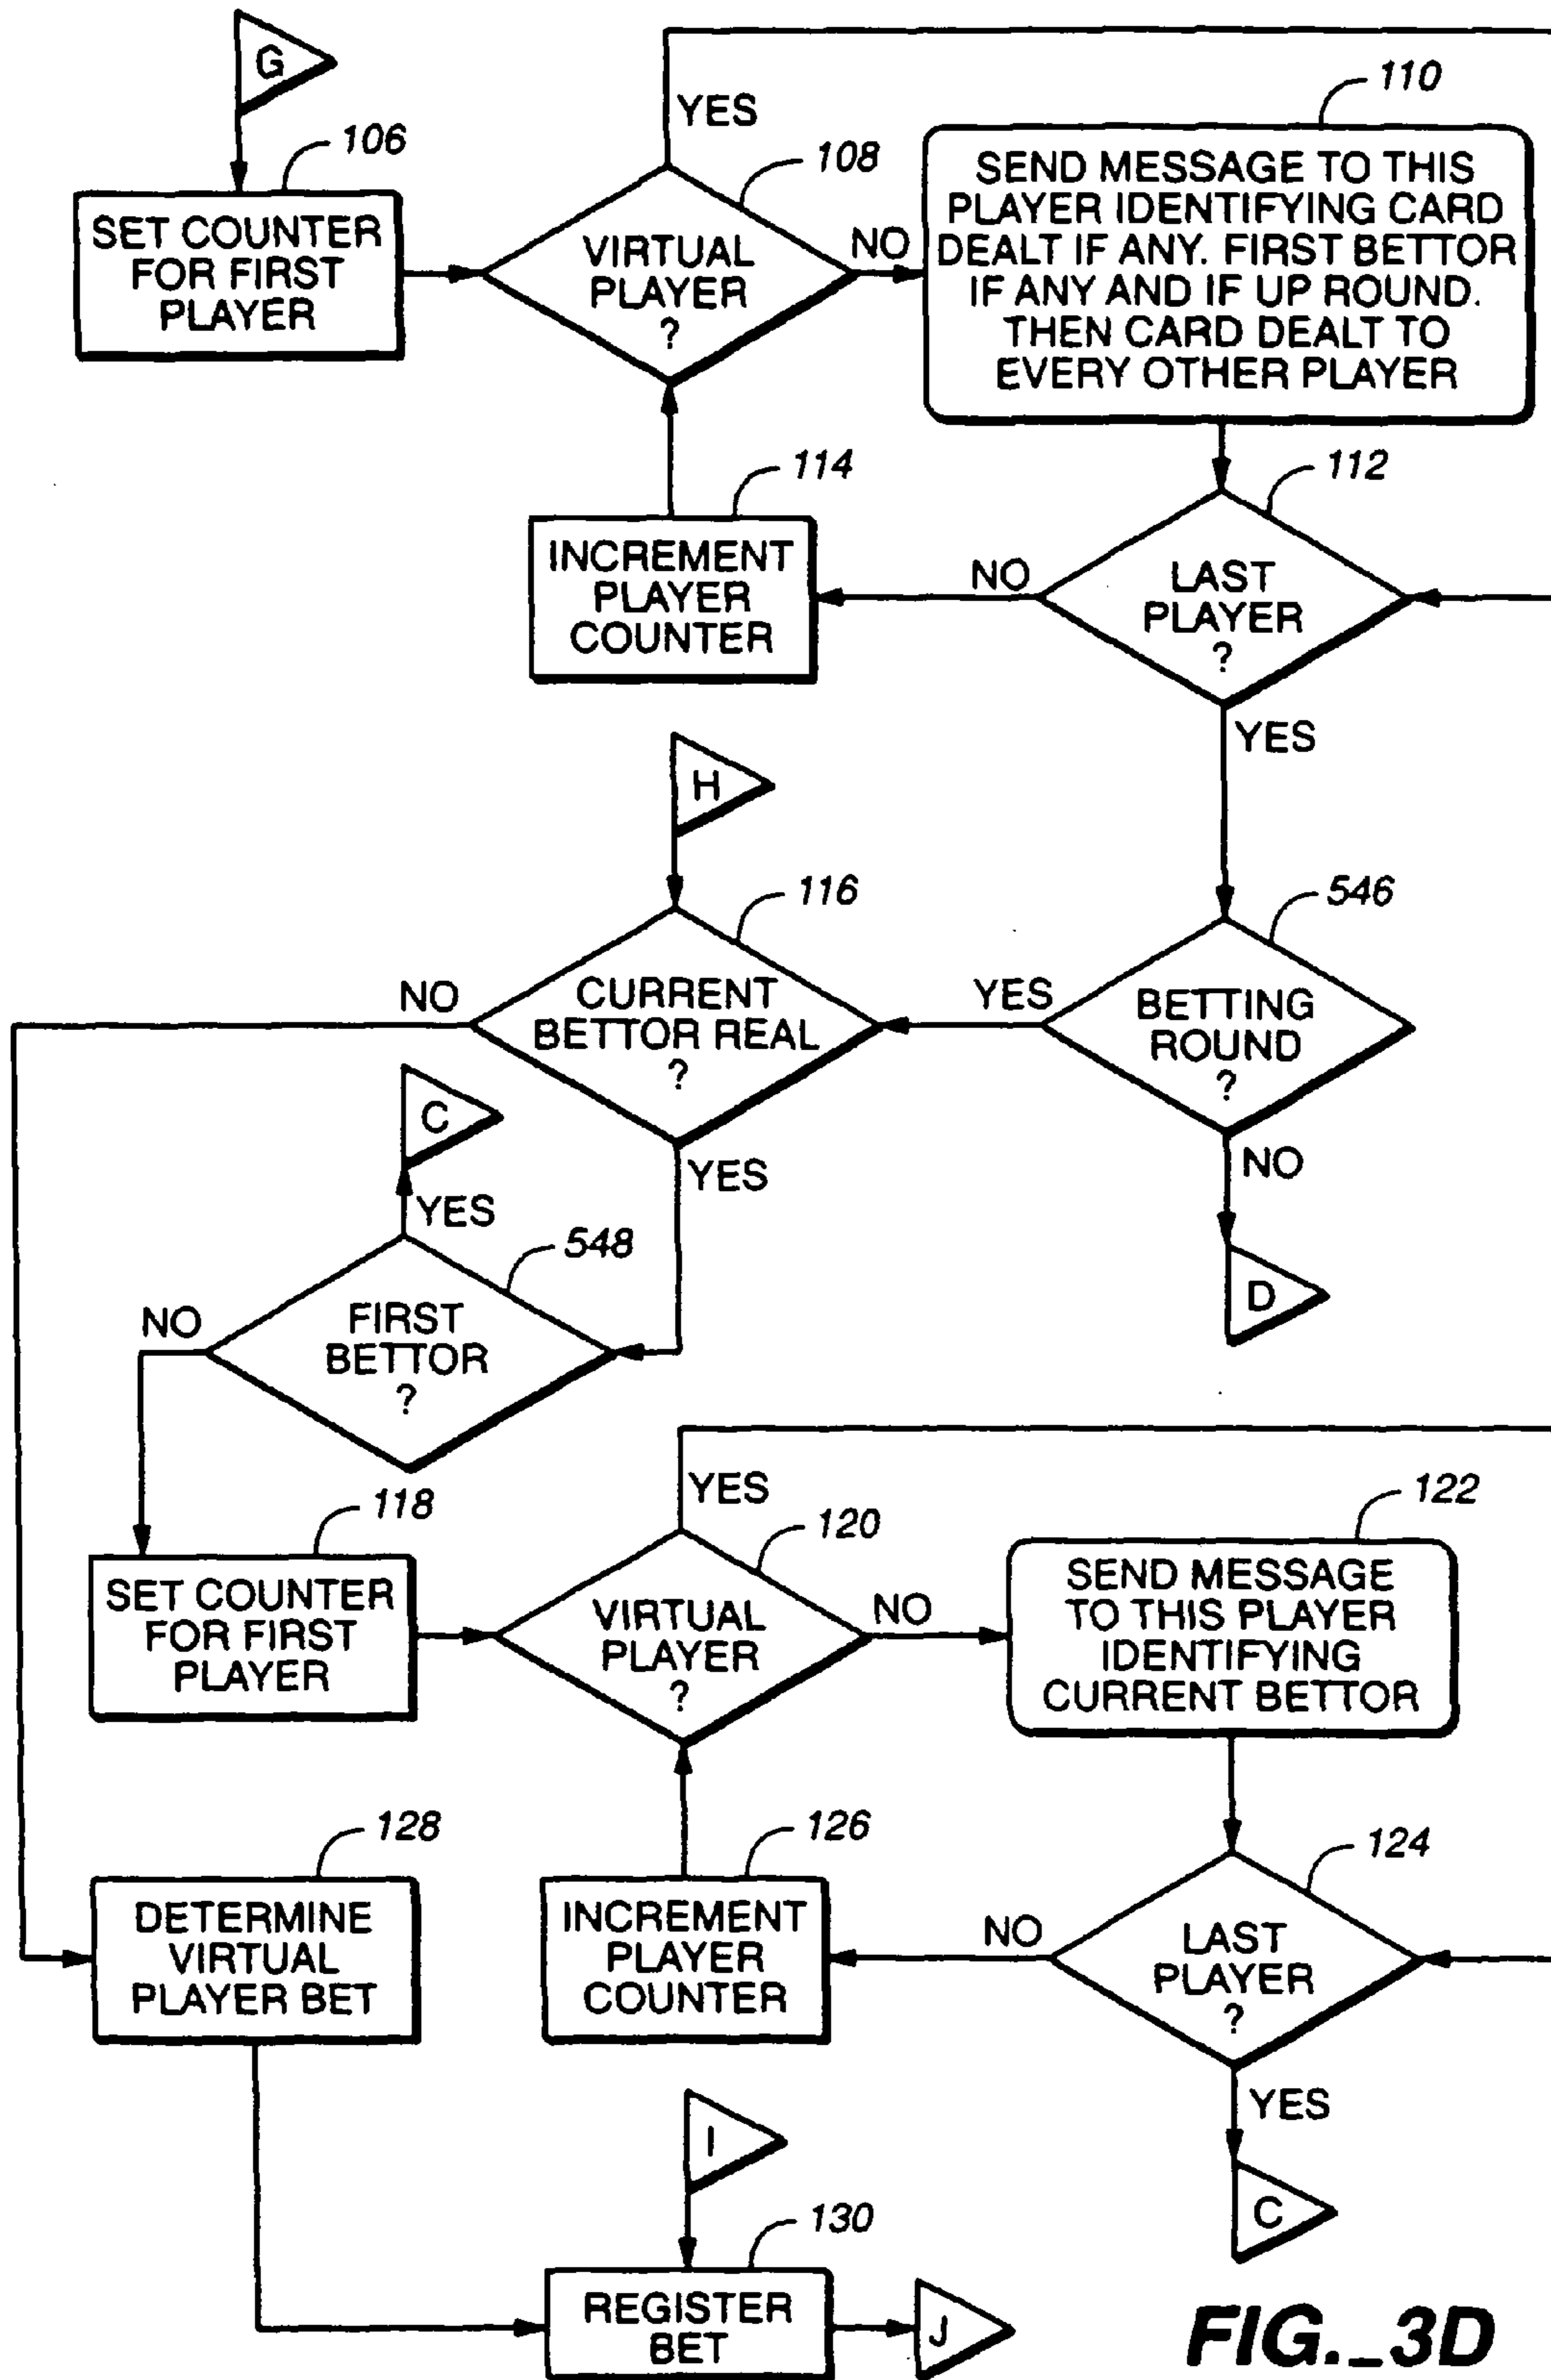 G
106
SET COUNTER
FOR FIRST
PLAYER
YES
108
VIRTUAL
PLAYER
?
NO
110
SEND MESSAGE TO THIS
PLAYER IDENTIFYING CARD
DEALT IF ANY. FIRST BETTOR
IF ANY AND IF UP ROUND.
THEN CARD DEALT TO
EVERY OTHER PLAYER
114
INCREMENT
PLAYER
COUNTER
NO
112
LAST
PLAYER
?
YES
H
116
NO
CURRENT
BETTOR REAL
?
YES
YES
546
BETTING
ROUND
?
NO
D
C
YES
548
NO
FIRST
BETTOR
?
118
SET COUNTER
FOR FIRST
PLAYER
YES
120
VIRTUAL
PLAYER
?
NO
122
SEND MESSAGE
TO THIS PLAYER
IDENTIFYING
CURRENT BETTOR
128
DETERMINE
VIRTUAL
PLAYER BET
126
INCREMENT
PLAYER
COUNTER
NO
124
LAST
PLAYER
?
YES
C
I
130
REGISTER
BET
J
FIG._3D